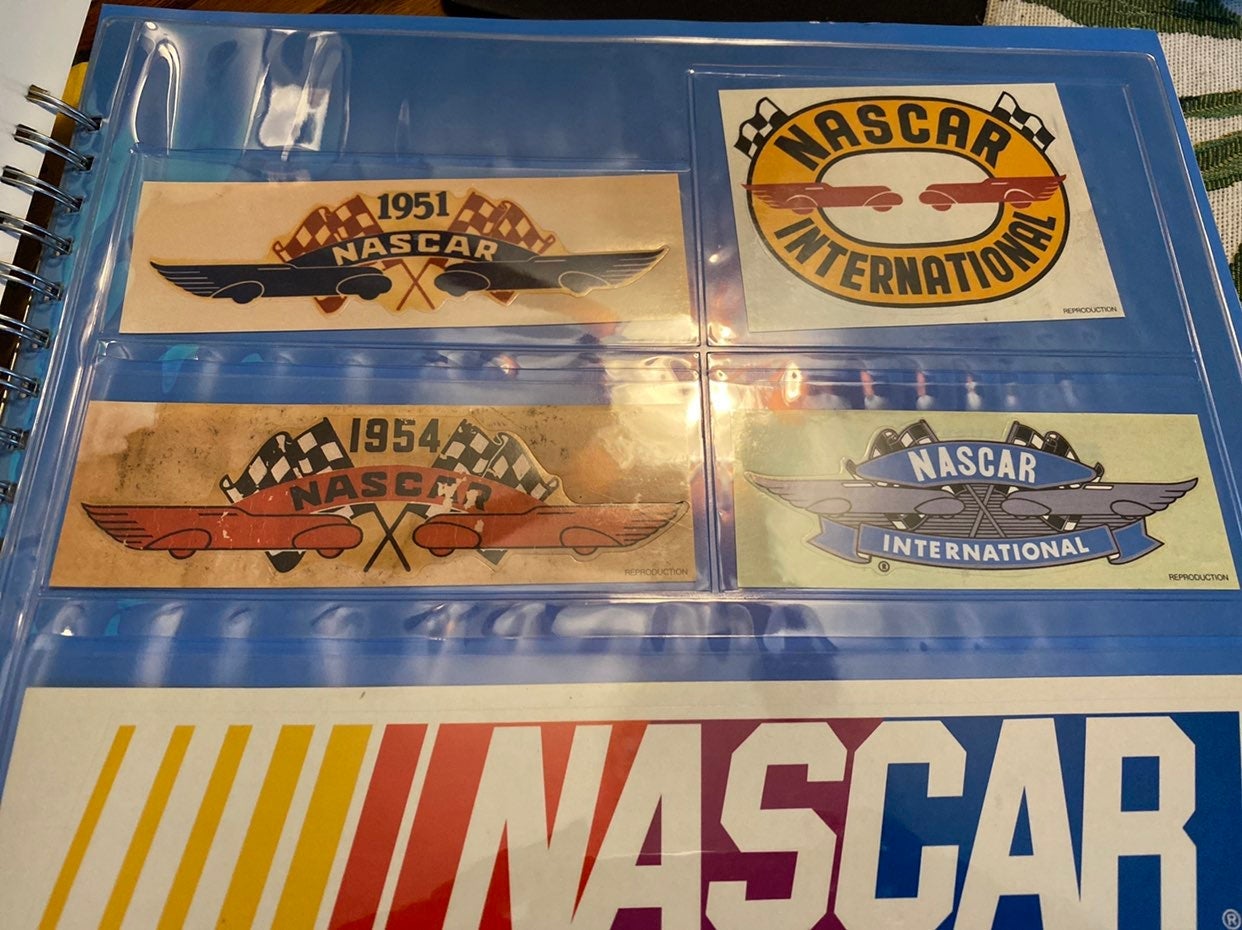 1951
NASCAR
NASCAR
INTERNATIONAL
REPRODUCTION
1954
NASCAR
REPRODUCTION
NASCAR
INTERNATIONAL
®
REPRODUCTION
NASCAR
®